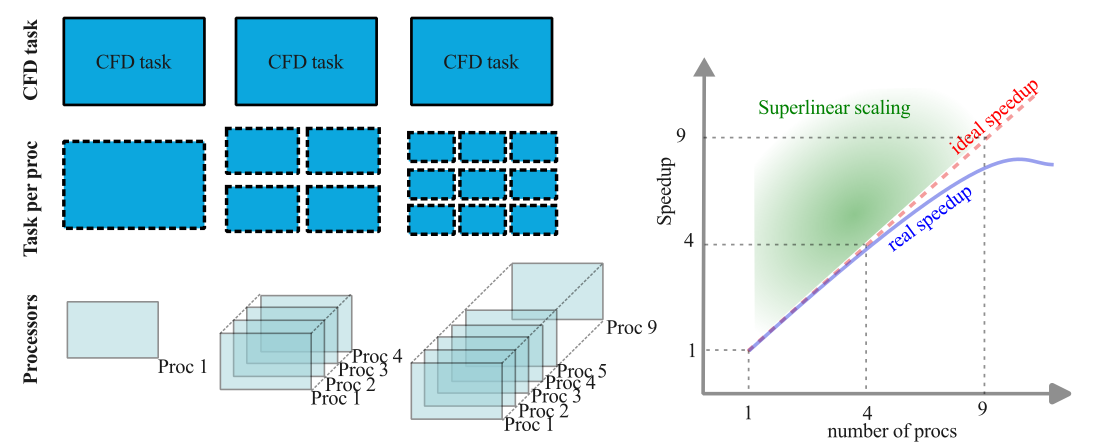 CFD task
CFD task
CFD task
CFD task
Task per proc
Processors
Proc 1
Proc 4
Proc 3
Proc 2
Proc 1
Proc 9
Proc 5
Proc 4
Proc 3
Proc 2
Proc 1
Superlinear scaling
ideal speedup
real speedup
Speedup
9
4
1
1
4
9
number of procs